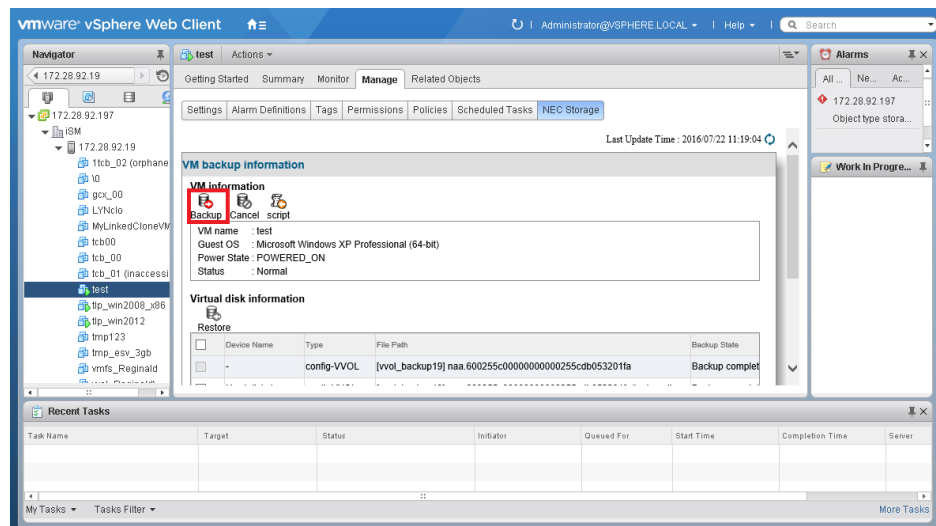 vmware® vSphere Web Client
Administrator@VSPHERE.LOCAL
Help
Search
Navigator
172.28.92.19
172.28.92.197
iSM
172.28.92.19
1tcb_02 (orphane
\0
gcx_00
LYNclo
MyLinkedCloneVM
tcb00
tcb_00
tcb_01 (inaccessi
test
tlp_win2008_x86
tlp_win2012
tmp123
tmp_esv_3gb
vmfs_Reginald
test Actions
Getting Started Summary Monitor Manage Related Objects
Settings Alarm Definitions Tags Permissions Policies Scheduled Tasks NEC Storage
Last Update Time : 2016/07/22 11:19:04
VM backup information
VM information
Backup Cancel script
VM name : test
Guest OS : Microsoft Windows XP Professional (64-bit)
Power State : POWERED_ON
Status : Normal
Virtual disk information
Restore
Device Name Type File Path Backup State
- config-VVOL [vvol_backup19] naa.600255c00000000000255cdb053201fa Backup complet
Alarms
All ... Ne... Ac...
172.28.92.197
Object type stora...
Work In Progre...
Recent Tasks
Task Name Target Status Initiator Queued For Start Time Completion Time Server
My Tasks Tasks Filter More Tasks